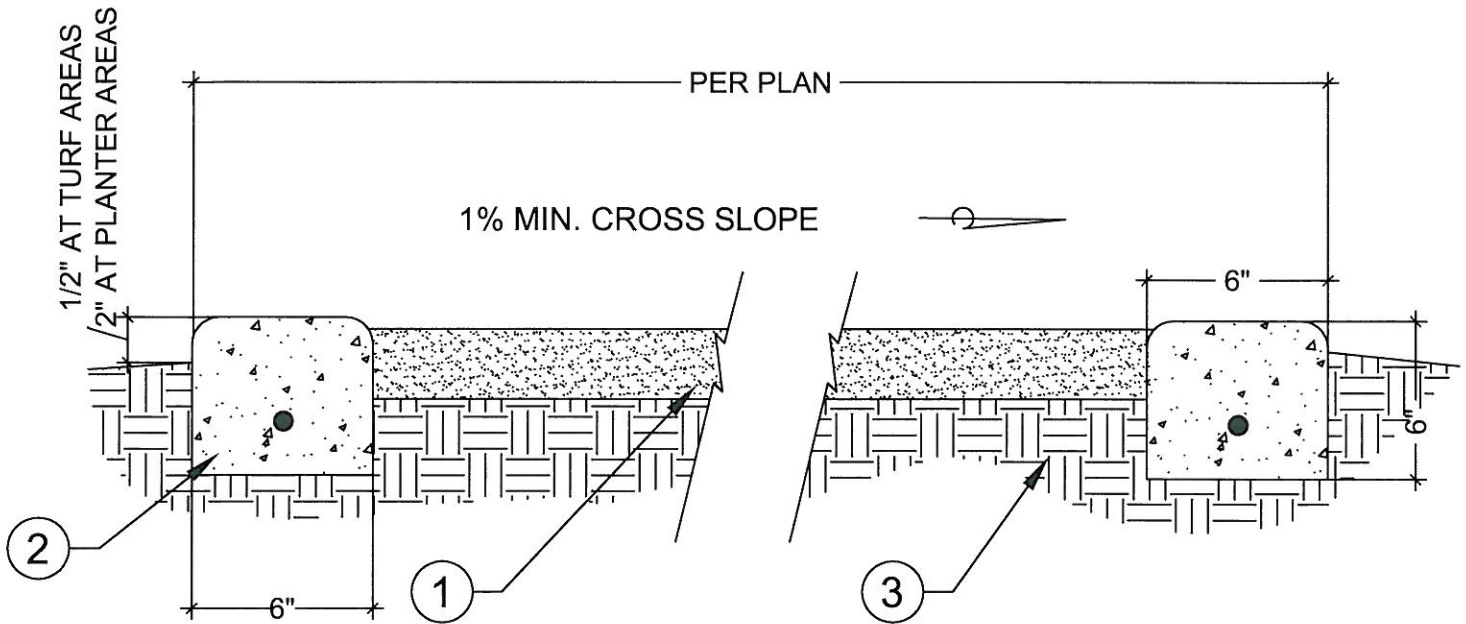 1/2" AT TURF AREAS
2" AT PLANTER AREAS
PER PLAN
1% MIN. CROSS SLOPE
6"
6"
2
6"
1
3